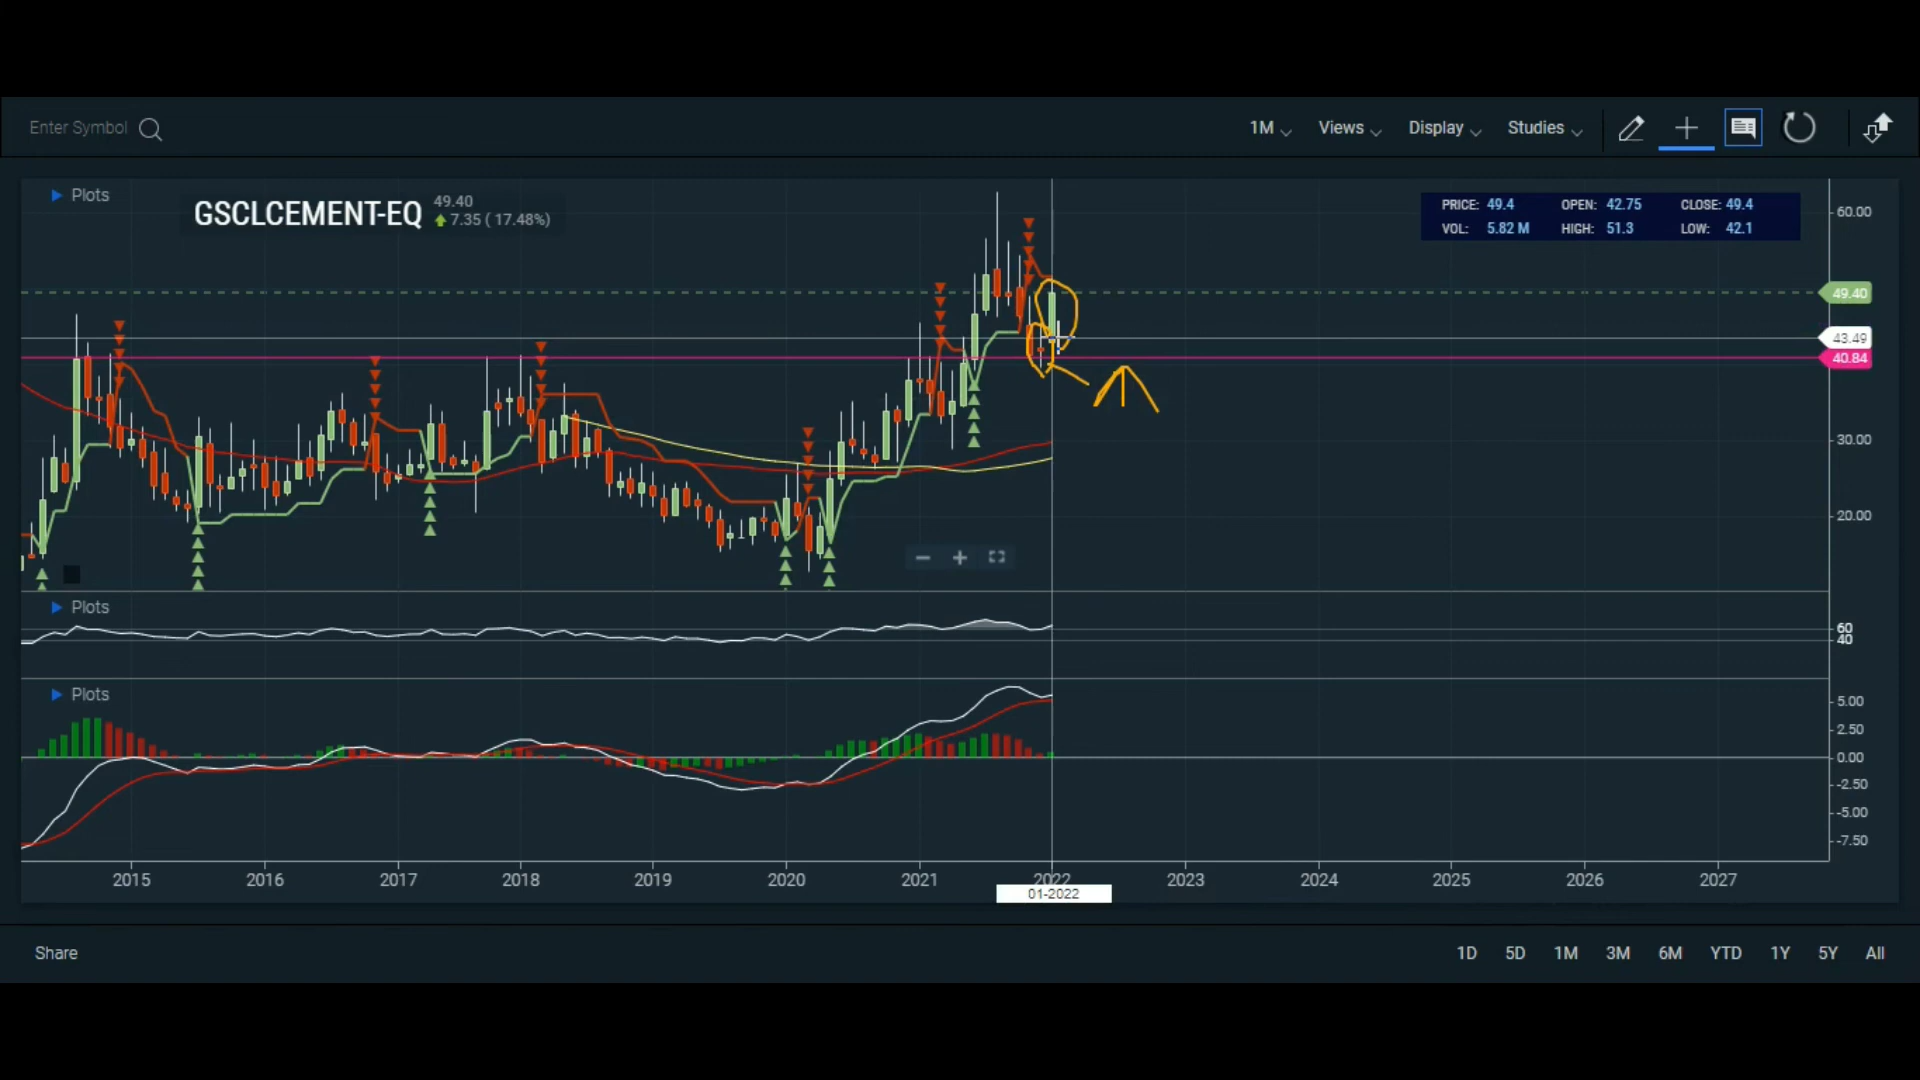 Enter Symbol
1M Views Display Studies
Plots
GSCLCEMENT-EQ 49.40
7.35 ( 17.48%)
PRICE: 49.4 OPEN: 42.75 CLOSE: 49.4
VOL: 5.82 M HIGH: 51.3 LOW: 42.1
60.00
49.40
43.49
40.84
30.00
20.00
Plots
60
40
Plots
5.00
2.50
0.00
-2.50
-5.00
-7.50
2015 2016 2017 2018 2019 2020 2021 2022 2023 2024 2025 2026 2027
01-2022
Share 1D 5D 1M 3M 6M YTD 1Y 5Y All